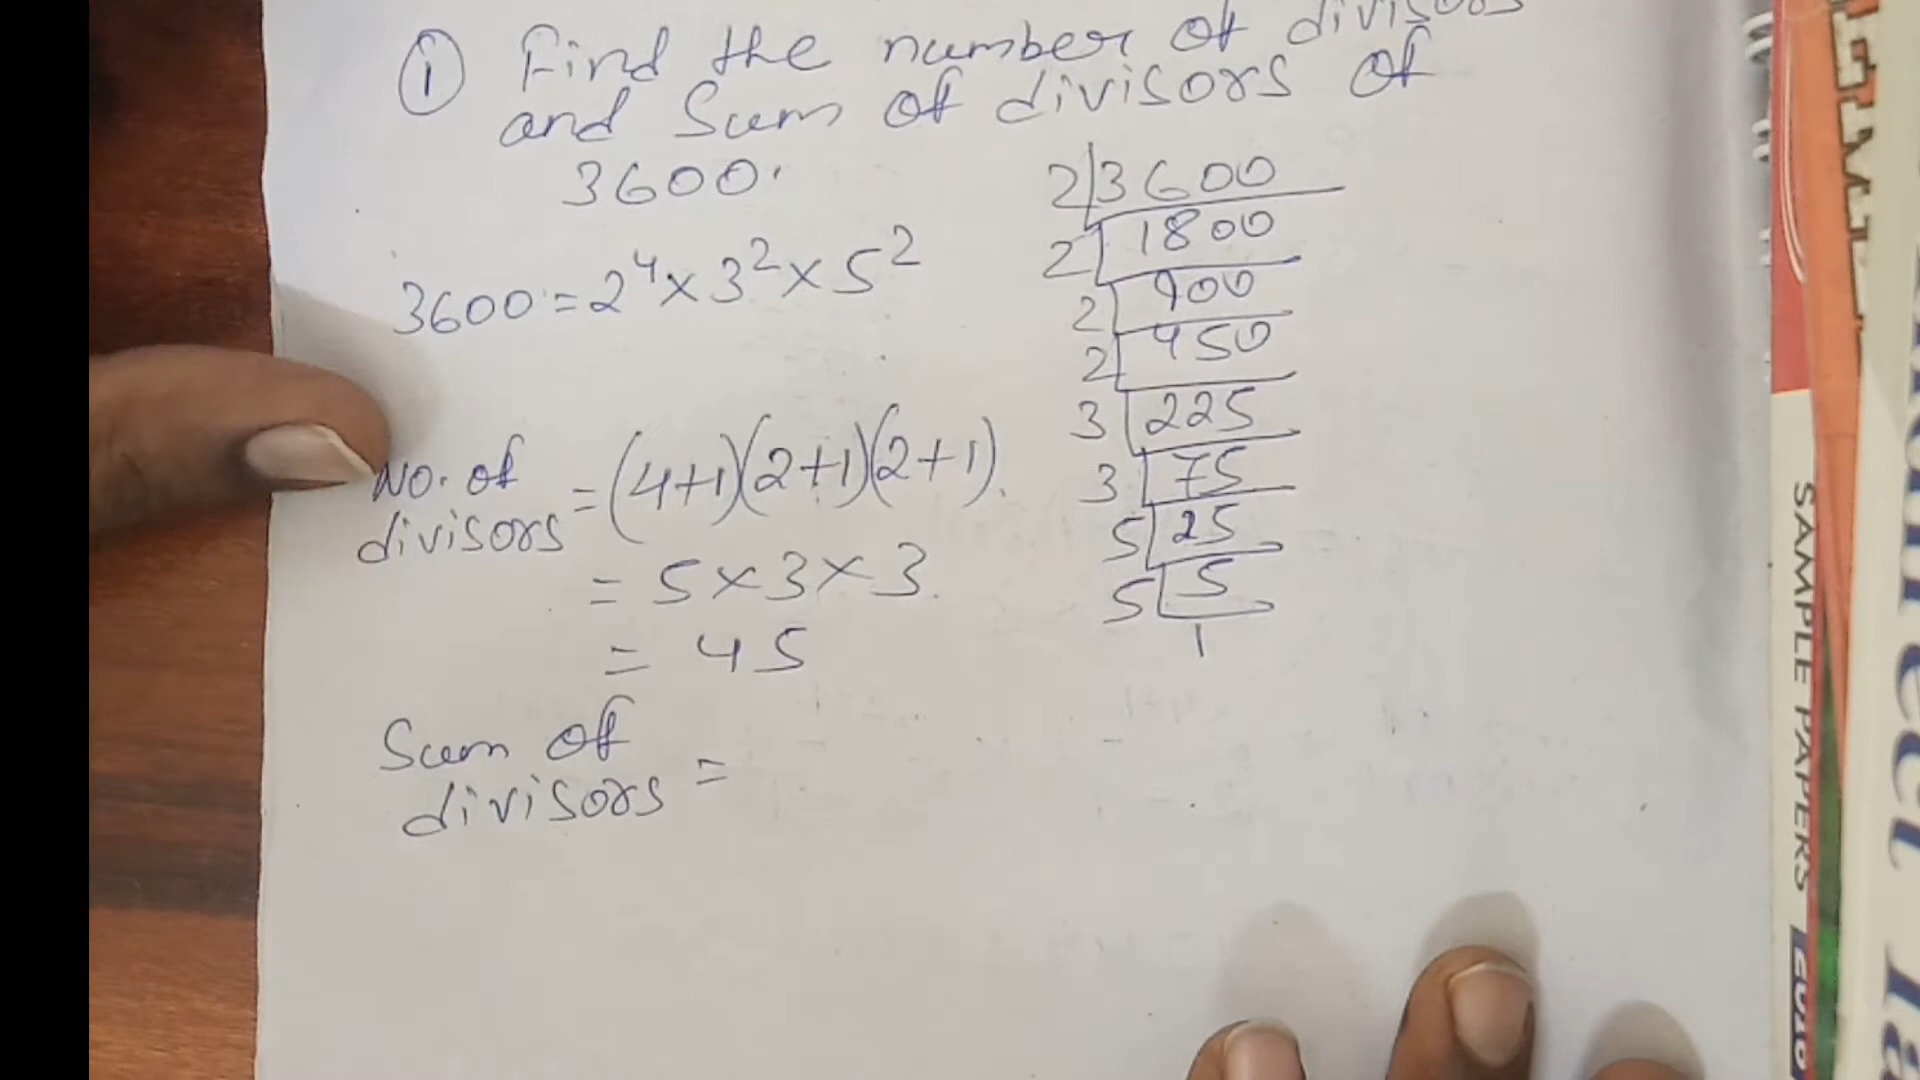 ① Find the number of divisors
and Sum of divisors of
3600.
3600 = 2⁴ × 3² × 5²
2 | 3600
2 | 1800
2 | 900
2 | 450
3 | 225
3 | 75
5 | 25
5 | 5
1
No. of
divisors = (4+1)(2+1)(2+1)
= 5 × 3 × 3
= 45
Sum of
divisors =
SAMPLE PAPERS